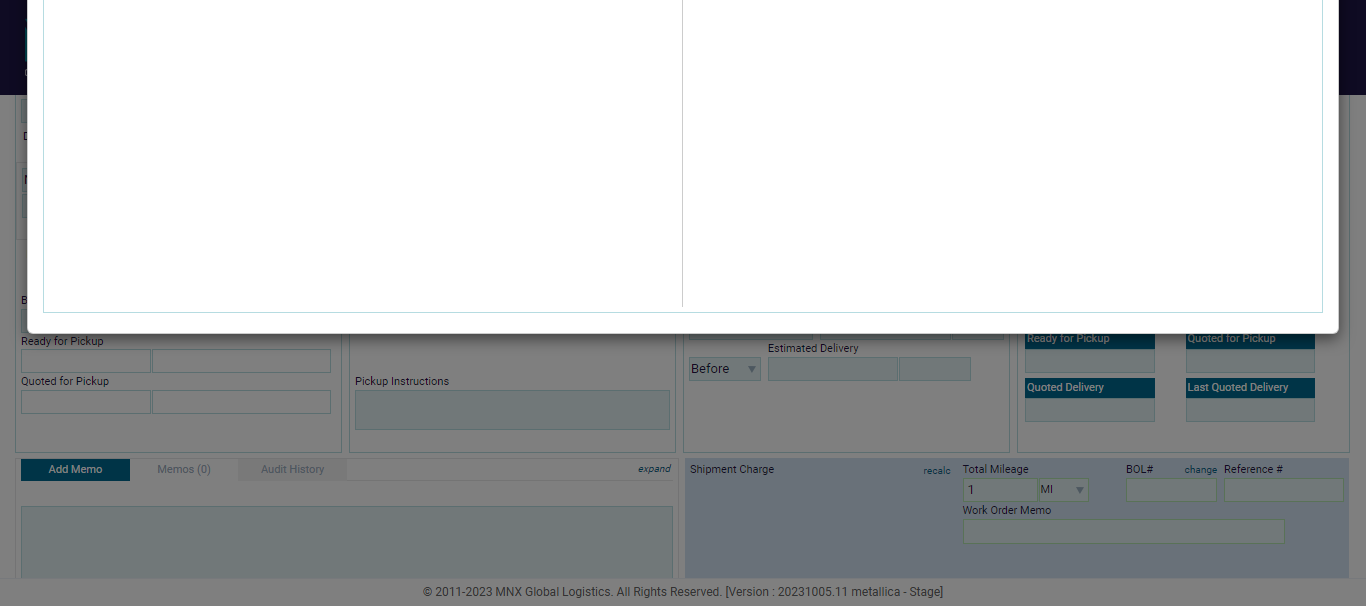 Ready for Pickup
Quoted for Pickup
Pickup Instructions
Estimated Delivery
Before
Ready for Pickup Quoted for Pickup
Quoted Delivery Last Quoted Delivery
Add Memo Memos (0) Audit History expand
Shipment Charge recalc Total Mileage BOL# change Reference #
1 MI
Work Order Memo
© 2011-2023 MNX Global Logistics. All Rights Reserved. [Version : 20231005.11 metallica - Stage]